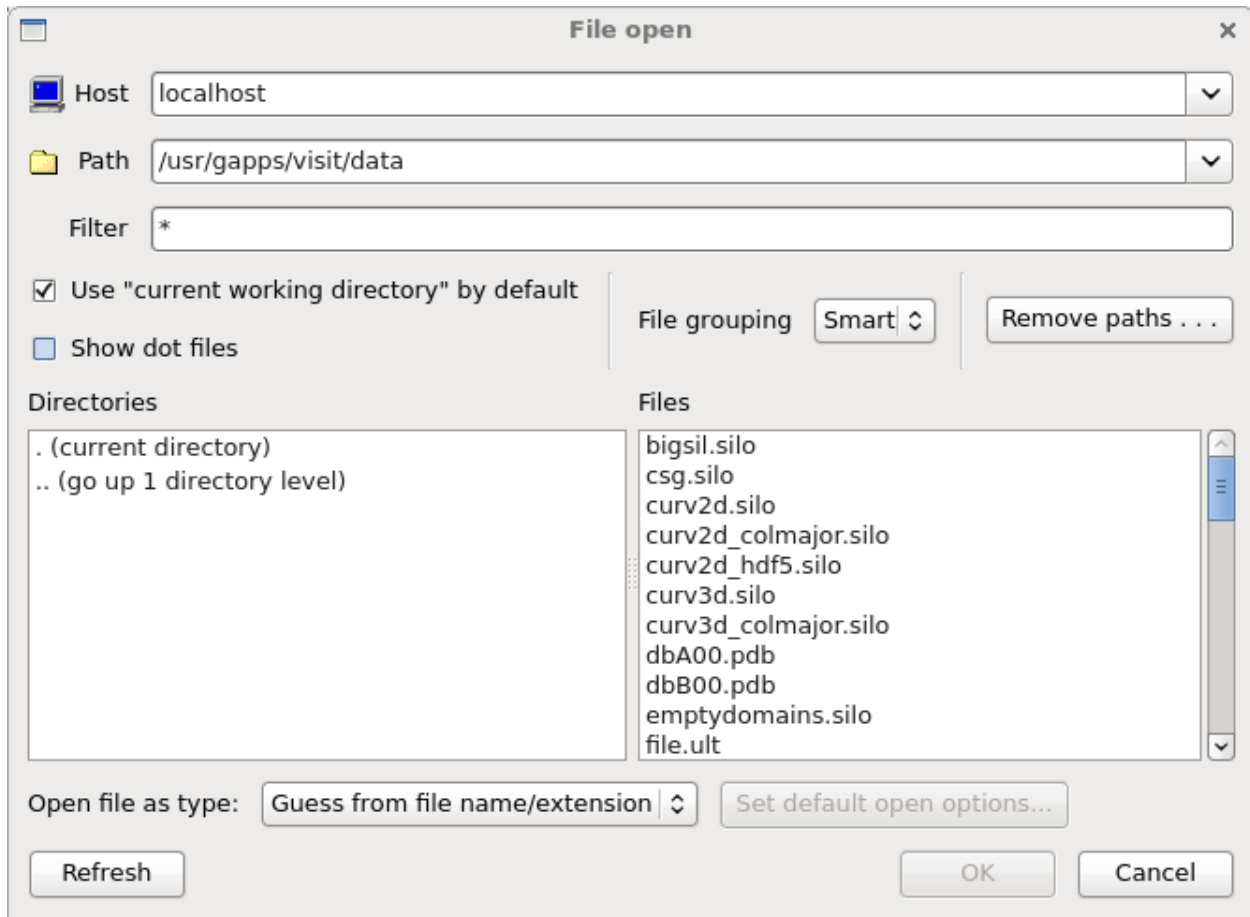 File open
Host localhost
Path /usr/gapps/visit/data
Filter *
Use "current working directory" by default
Show dot files
File grouping Smart
Remove paths . . .
Directories
. (current directory)
.. (go up 1 directory level)
Files
bigsil.silo
csg.silo
curv2d.silo
curv2d_colmajor.silo
curv2d_hdf5.silo
curv3d.silo
curv3d_colmajor.silo
dbA00.pdb
dbB00.pdb
emptydomains.silo
file.ult
Open file as type: Guess from file name/extension Set default open options...
Refresh OK Cancel